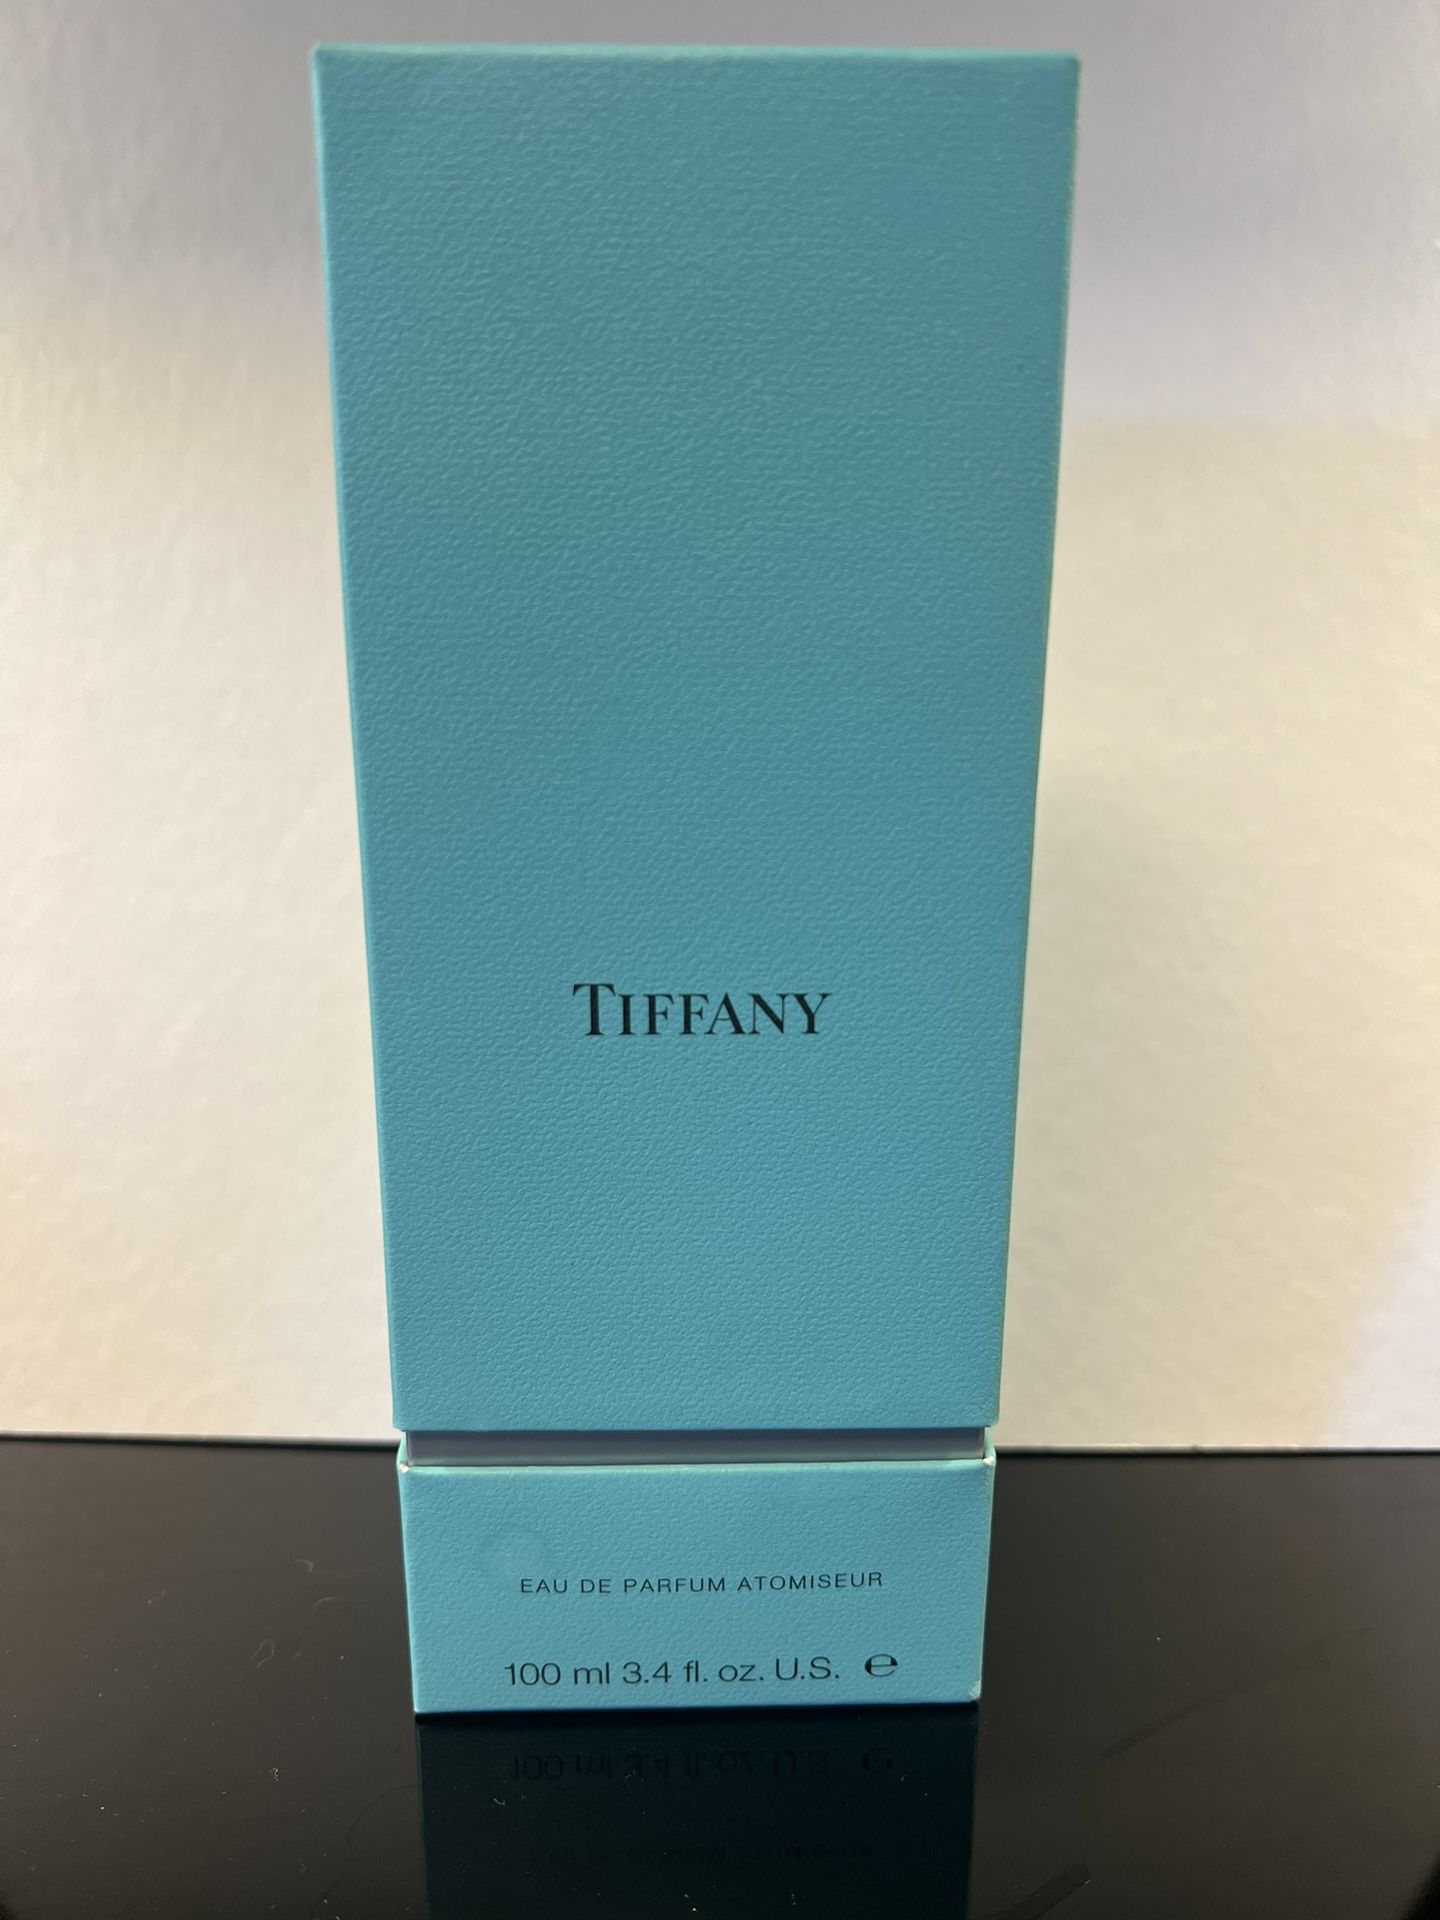 TIFFANY
EAU DE PARFUM ATOMISEUR
100 ml 3.4 fl. oz. U.S. ℮